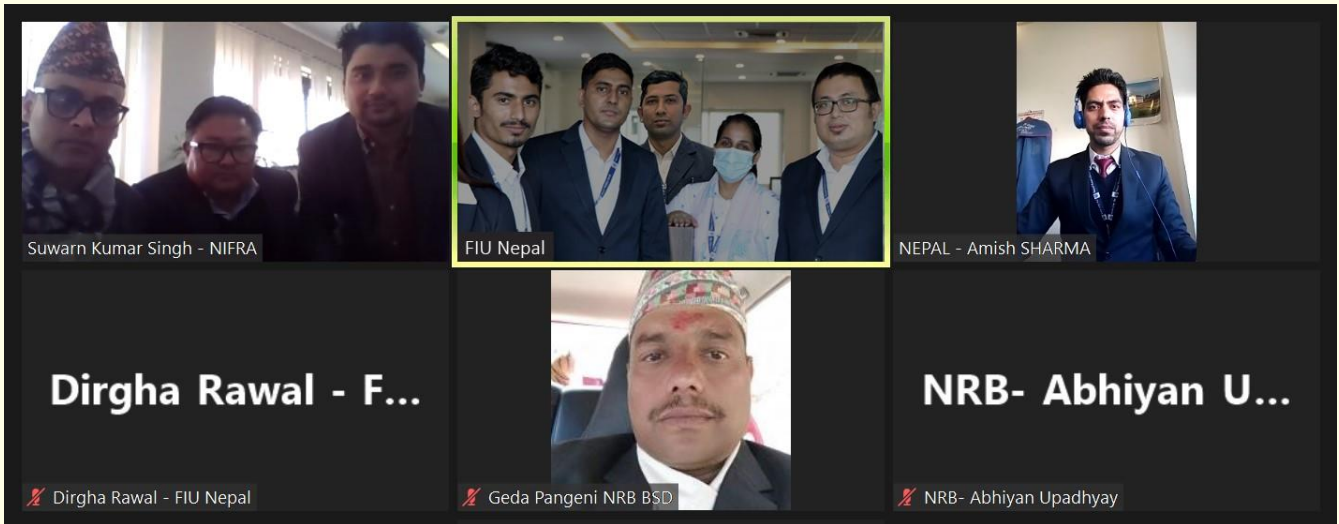 Suwarn Kumar Singh - NIFRA
FIU Nepal
NEPAL - Amish SHARMA
Dirgha Rawal - F...
NRB- Abhiyan U...
Dirgha Rawal - FIU Nepal
Geda Pangeni NRB BSD
NRB- Abhiyan Upadhyay